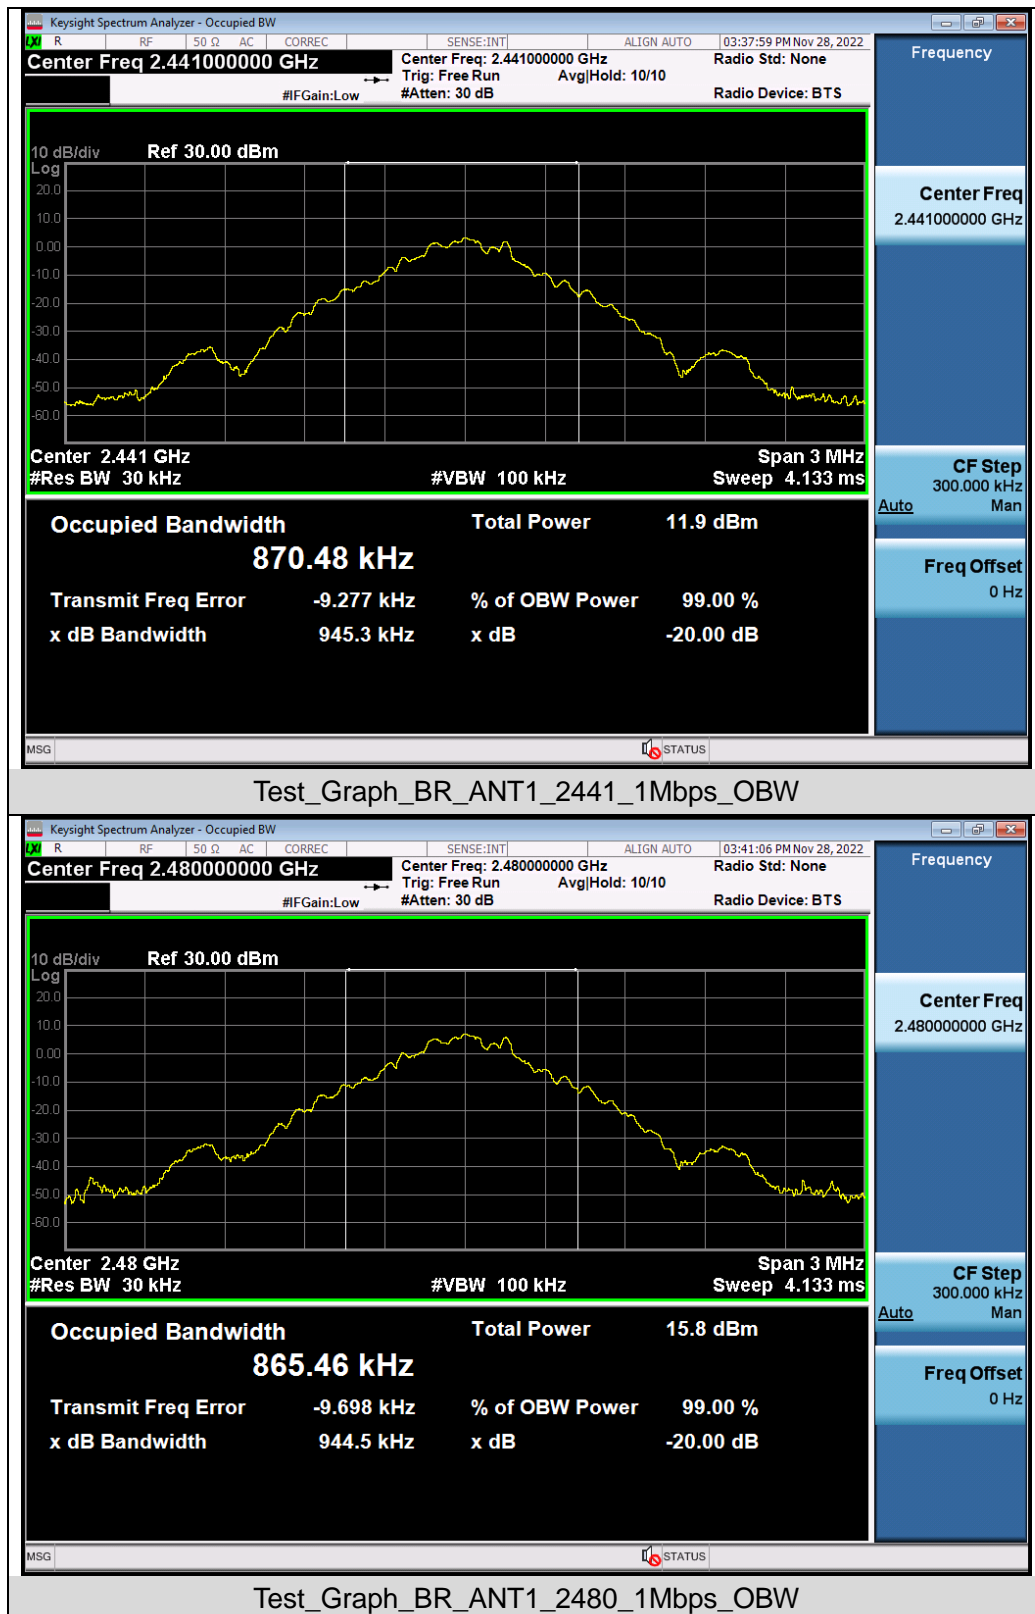 Keysight Spectrum Analyzer - Occupied BW
LXI R RF 50 Ω AC CORREC SENSE:INT ALIGN AUTO 03:37:59 PM Nov 28, 2022
Center Freq 2.441000000 GHz
Center Freq: 2.441000000 GHz
Radio Std: None
Trig: Free Run Avg|Hold: 10/10
#IFGain:Low #Atten: 30 dB Radio Device: BTS
Frequency
10 dB/div Ref 30.00 dBm
Log
20.0
10.0
0.00
-10.0
-20.0
-30.0
-40.0
-50.0
-60.0
Center 2.441 GHz Span 3 MHz
#Res BW 30 kHz #VBW 100 kHz Sweep 4.133 ms
Center Freq
2.441000000 GHz
CF Step
300.000 kHz
Auto Man
Freq Offset
0 Hz
Occupied Bandwidth Total Power 11.9 dBm
870.48 kHz
Transmit Freq Error -9.277 kHz % of OBW Power 99.00 %
x dB Bandwidth 945.3 kHz x dB -20.00 dB
MSG STATUS
Test_Graph_BR_ANT1_2441_1Mbps_OBW
Keysight Spectrum Analyzer - Occupied BW
LXI R RF 50 Ω AC CORREC SENSE:INT ALIGN AUTO 03:41:06 PM Nov 28, 2022
Center Freq 2.480000000 GHz
Center Freq: 2.480000000 GHz
Radio Std: None
Trig: Free Run Avg|Hold: 10/10
#IFGain:Low #Atten: 30 dB Radio Device: BTS
Frequency
10 dB/div Ref 30.00 dBm
Log
20.0
10.0
0.00
-10.0
-20.0
-30.0
-40.0
-50.0
-60.0
Center 2.48 GHz Span 3 MHz
#Res BW 30 kHz #VBW 100 kHz Sweep 4.133 ms
Center Freq
2.480000000 GHz
CF Step
300.000 kHz
Auto Man
Freq Offset
0 Hz
Occupied Bandwidth Total Power 15.8 dBm
865.46 kHz
Transmit Freq Error -9.698 kHz % of OBW Power 99.00 %
x dB Bandwidth 944.5 kHz x dB -20.00 dB
MSG STATUS
Test_Graph_BR_ANT1_2480_1Mbps_OBW